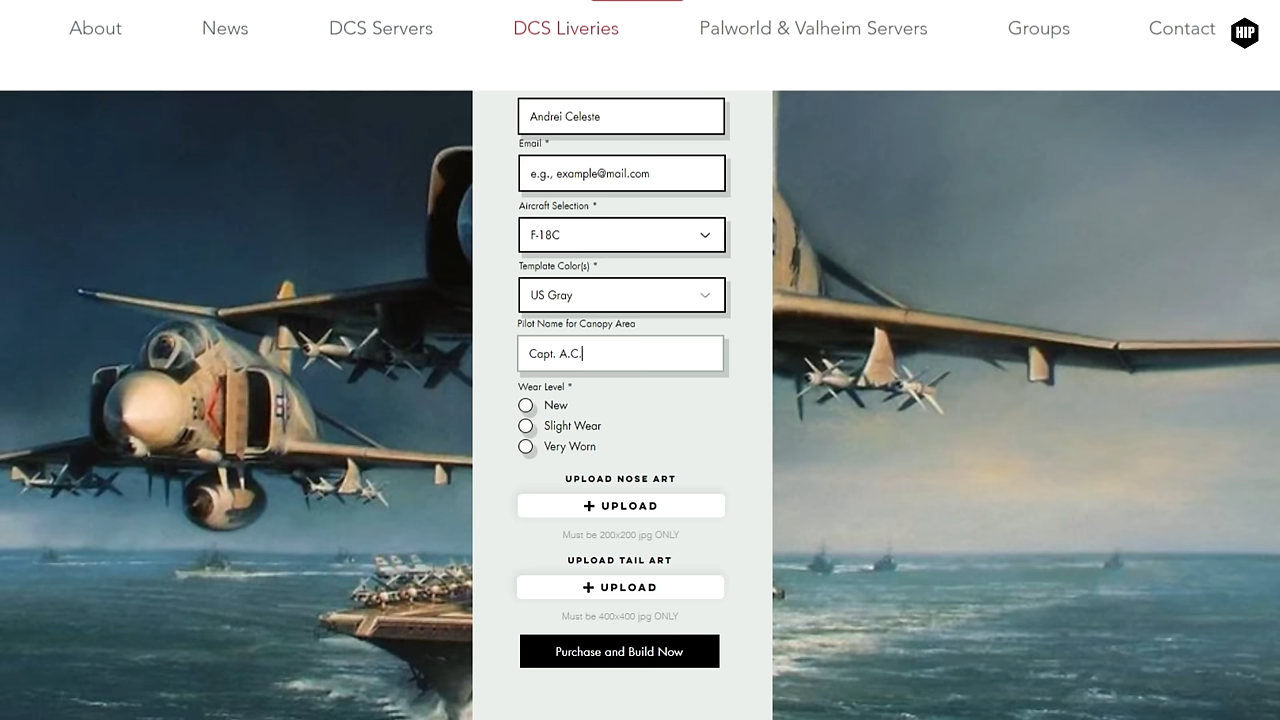 About News DCS Servers DCS Liveries Palworld & Valheim Servers Groups Contact HIP
Andrei Celeste
Email *
e.g., example@mail.com
Aircraft Selection *
F-18C
Template Color(s) *
US Gray
Pilot Name for Canopy Area
Capt. A.C.
Wear Level *
New
Slight Wear
Very Worn
UPLOAD NOSE ART
+ UPLOAD
Must be 200x200 jpg ONLY
UPLOAD TAIL ART
+ UPLOAD
Must be 400x400 jpg ONLY
Purchase and Build Now